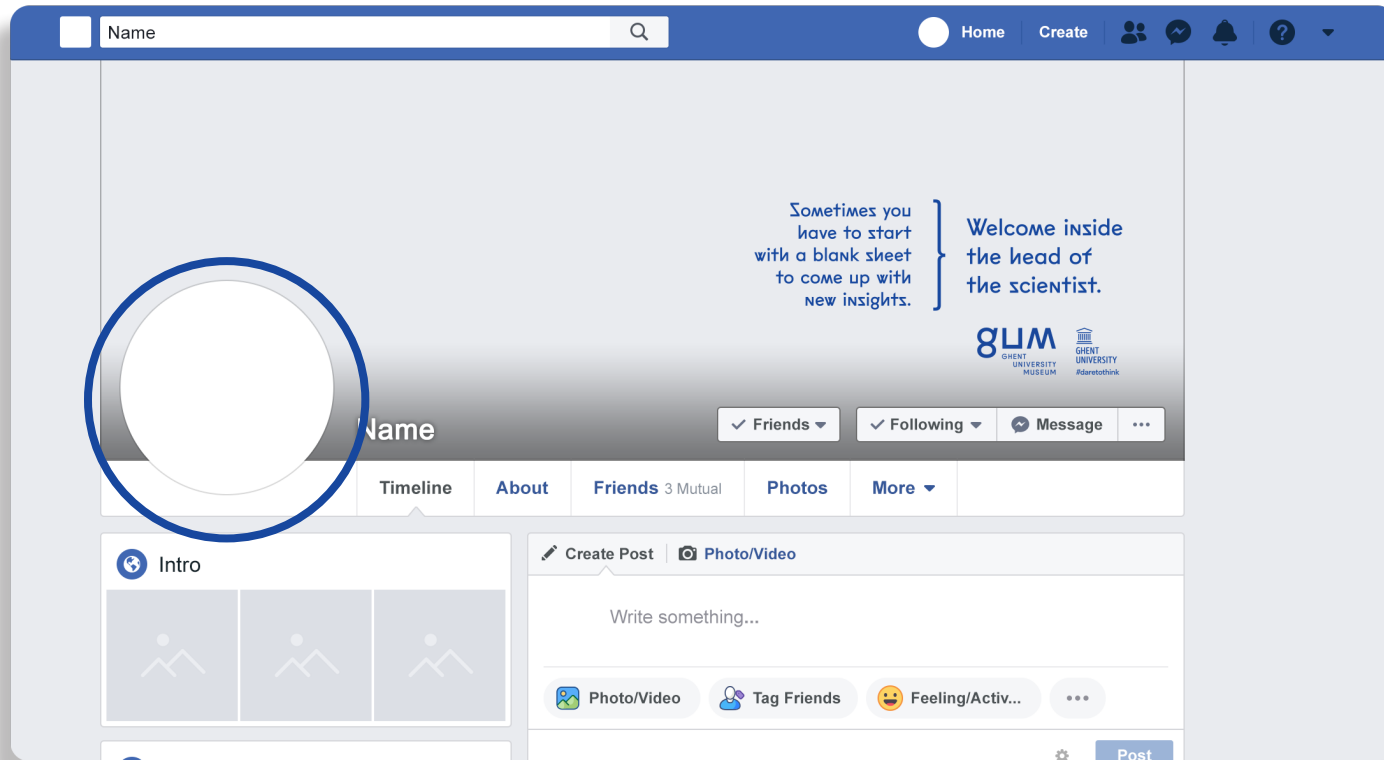 Name
Home
Create
Sometimes you
have to start
with a blank sheet
to come up with
new insights.
Welcome inside
the head of
the scientist.
gum
GHENT
UNIVERSITY
MUSEUM
GHENT
UNIVERSITY
#daretothink
Name
Friends
Following
Message
Timeline
About
Friends 3 Mutual
Photos
More
Intro
Create Post
Photo/Video
Write something...
Photo/Video
Tag Friends
Feeling/Activ...
Post